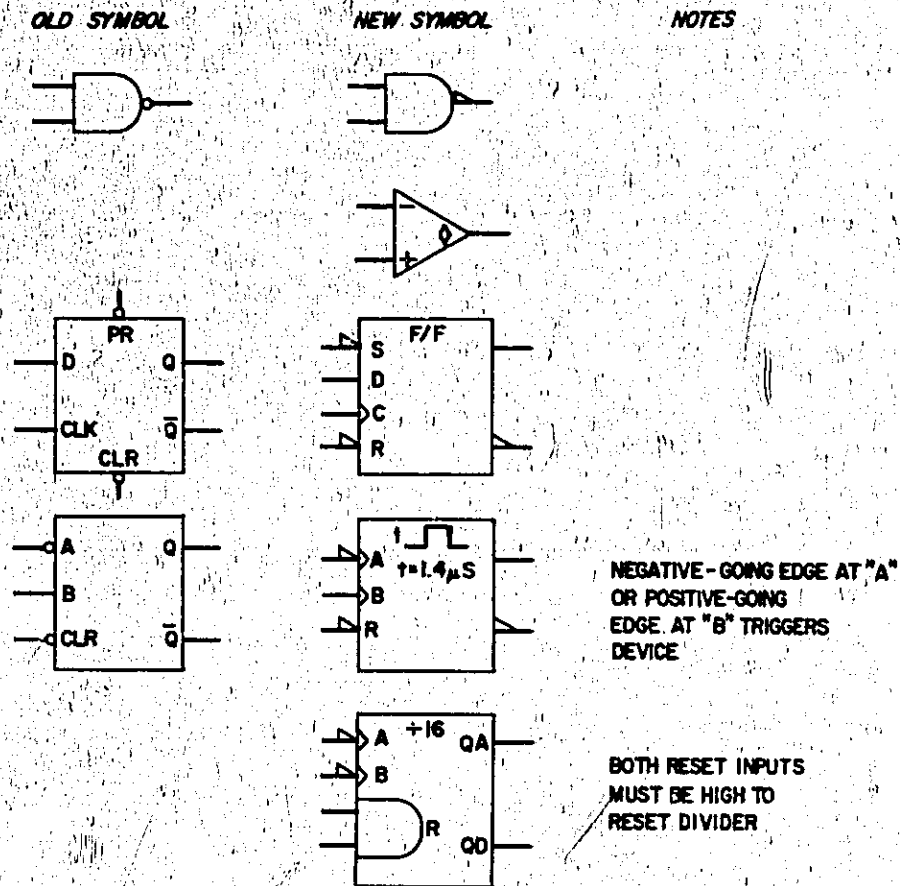 OLD SYMBOL NEW SYMBOL NOTES
− +
PR
D Q
CLK Q̅
CLR
F/F
S
D
C
R
A Q
B
CLR Q̅
t
t=1.4µS
A
B
R
NEGATIVE-GOING EDGE AT "A"
OR POSITIVE-GOING
EDGE AT "B" TRIGGERS
DEVICE
÷16
A QA
B
R
QD
BOTH RESET INPUTS
MUST BE HIGH TO
RESET DIVIDER